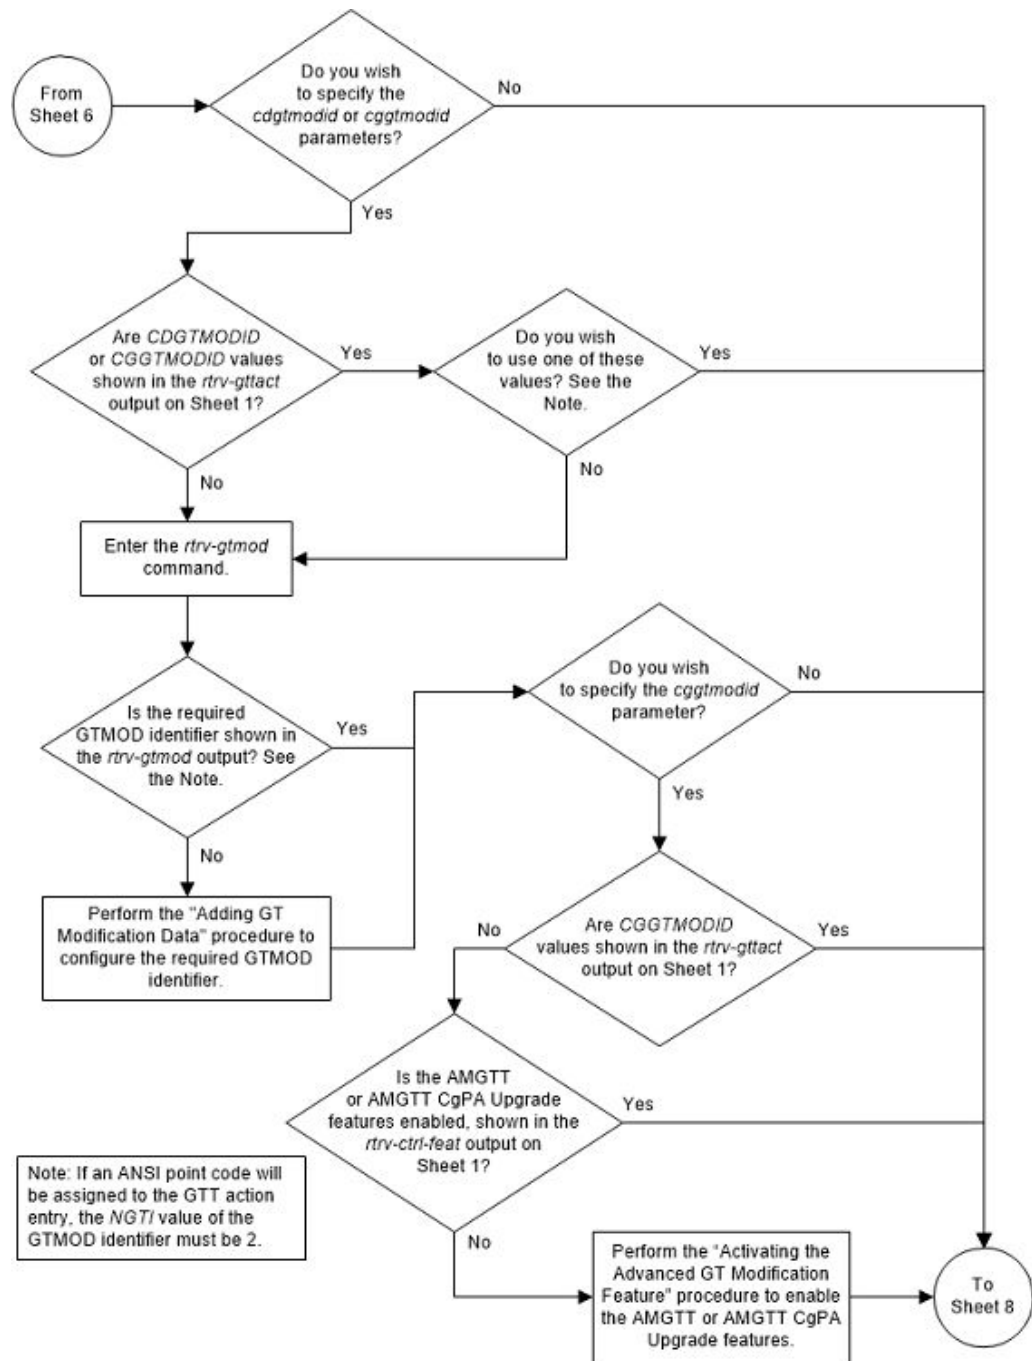 From
Sheet 6
Do you wish
to specify the
cdgtmodid or cggtmodid
parameters?
No
Yes
Are CDGTMODID
or CGGTMODID values
shown in the rtrv-gttact
output on Sheet 1?
Yes
Do you wish
to use one of these
values? See the
Note.
Yes
No
No
Enter the rtrv-gtmod
command.
Is the required
GTMOD identifier shown in
the rtrv-gtmod output? See
the Note.
Yes
Do you wish
to specify the cggtmodid
parameter?
No
Yes
No
Perform the "Adding GT
Modification Data" procedure to
configure the required GTMOD
identifier.
Are CGGTMODID
values shown in the rtrv-gttact
output on Sheet 1?
No
Yes
Is the AMGTT
or AMGTT CgPA Upgrade
features enabled, shown in the
rtrv-ctrl-feat output on
Sheet 1?
Yes
No
Note: If an ANSI point code will
be assigned to the GTT action
entry, the NGTI value of the
GTMOD identifier must be 2.
Perform the "Activating the
Advanced GT Modification
Feature" procedure to enable
the AMGTT or AMGTT CgPA
Upgrade features.
To
Sheet 8